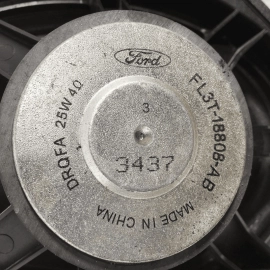 Ford
DRQFA 25W 4Ω
FL3T-18808-AB
3
3437
MADE IN CHINA